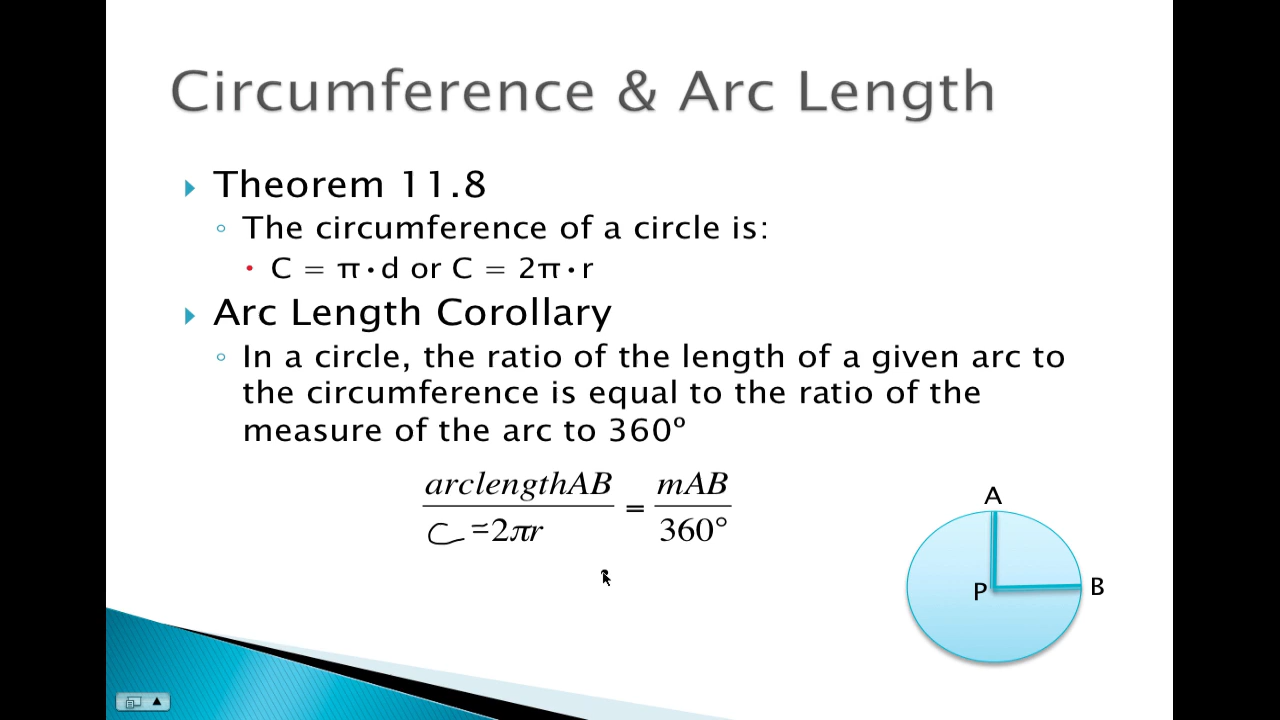 Circumference & Arc Length
Theorem 11.8
The circumference of a circle is:
C = π·d or C = 2π·r
Arc Length Corollary
In a circle, the ratio of the length of a given arc to
the circumference is equal to the ratio of the
measure of the arc to 360º
arclengthAB / C =2πr = mAB / 360°
A
P
B